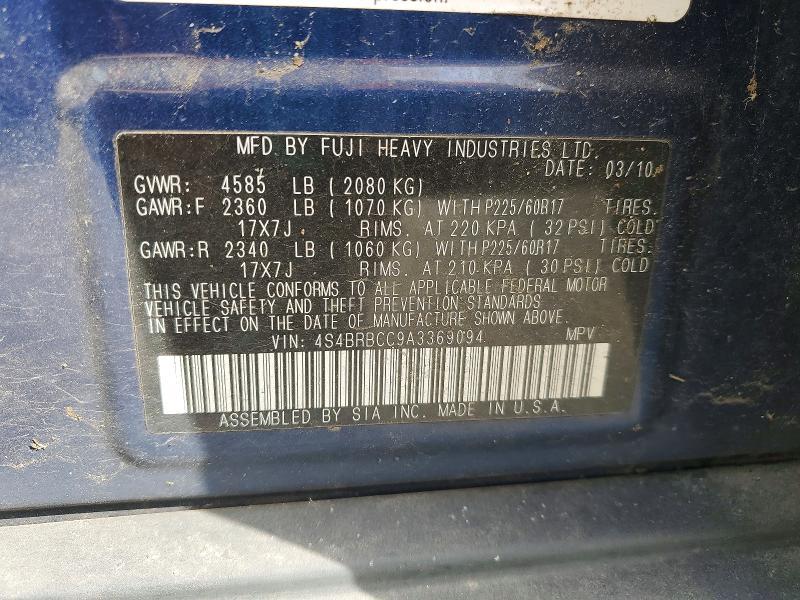 MFD BY FUJI HEAVY INDUSTRIES LTD.
DATE: 03/10
GVWR: 4585 LB ( 2080 KG)
GAWR:F 2360 LB ( 1070 KG) WITH P225/60R17 TIRES.
17X7J RIMS. AT 220 KPA ( 32 PSI) COLD
GAWR:R 2340 LB ( 1060 KG) WITH P225/60R17 TIRES.
17X7J RIMS. AT 210 KPA ( 30 PSI) COLD
THIS VEHICLE CONFORMS TO ALL APPLICABLE FEDERAL MOTOR
VEHICLE SAFETY AND THEFT PREVENTION STANDARDS
IN EFFECT ON THE DATE OF MANUFACTURE SHOWN ABOVE.
VIN: 4S4BRBCC9A3369094 MPV
ASSEMBLED BY SIA INC. MADE IN U.S.A.